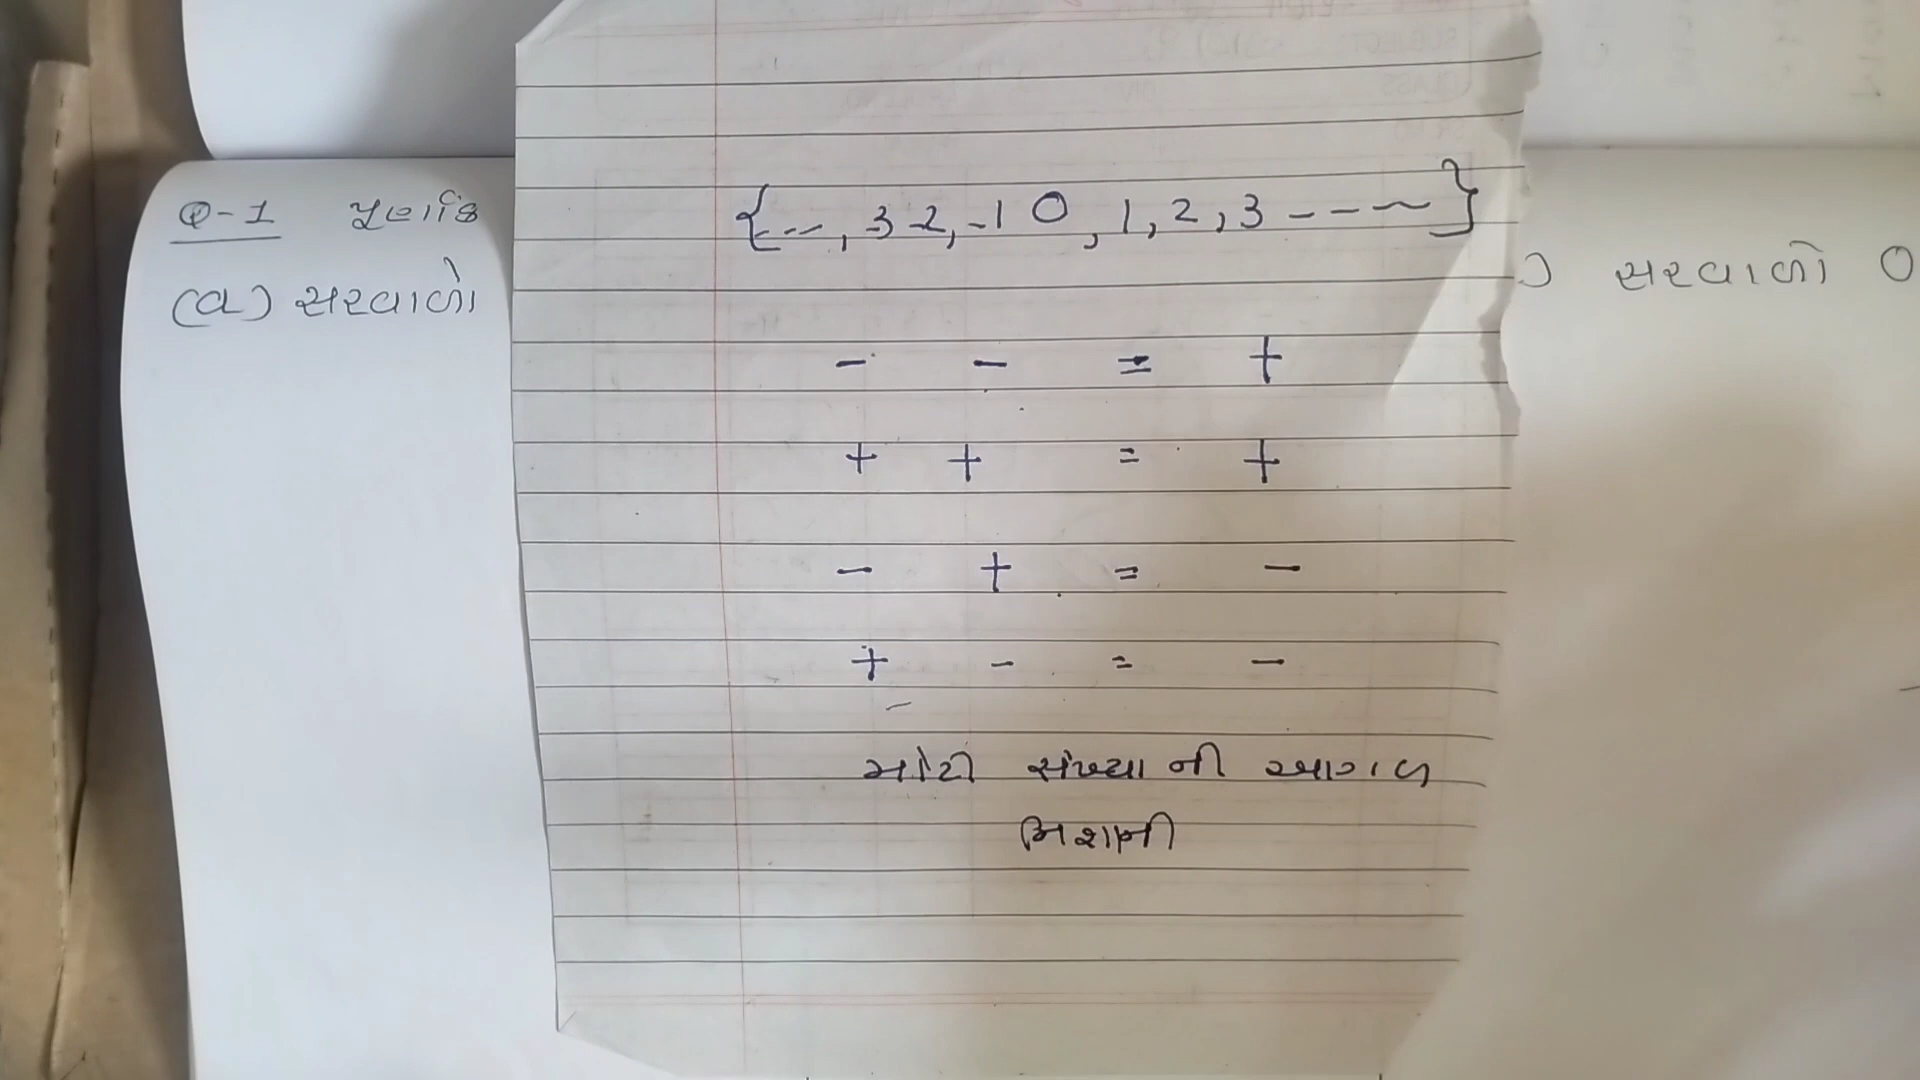 Q-1 પૂર્ણાંક
(a) સરવાળો
{---, 3 -2, -1 0, 1, 2, 3 ----}
સરવાળો 0
- - = +
+ + = +
- + = -
+ - = -
મોટી સંખ્યા ની આગળ
નિશાની